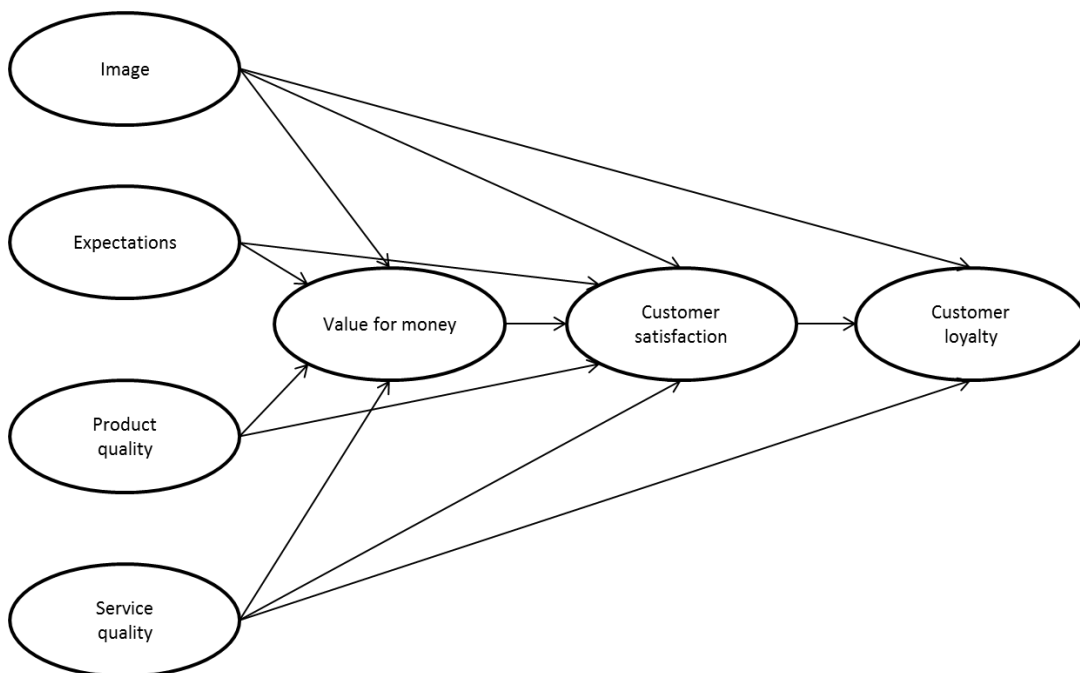 Image
Expectations
Value for money
Customer
satisfaction
Customer
loyalty
Product
quality
Service
quality